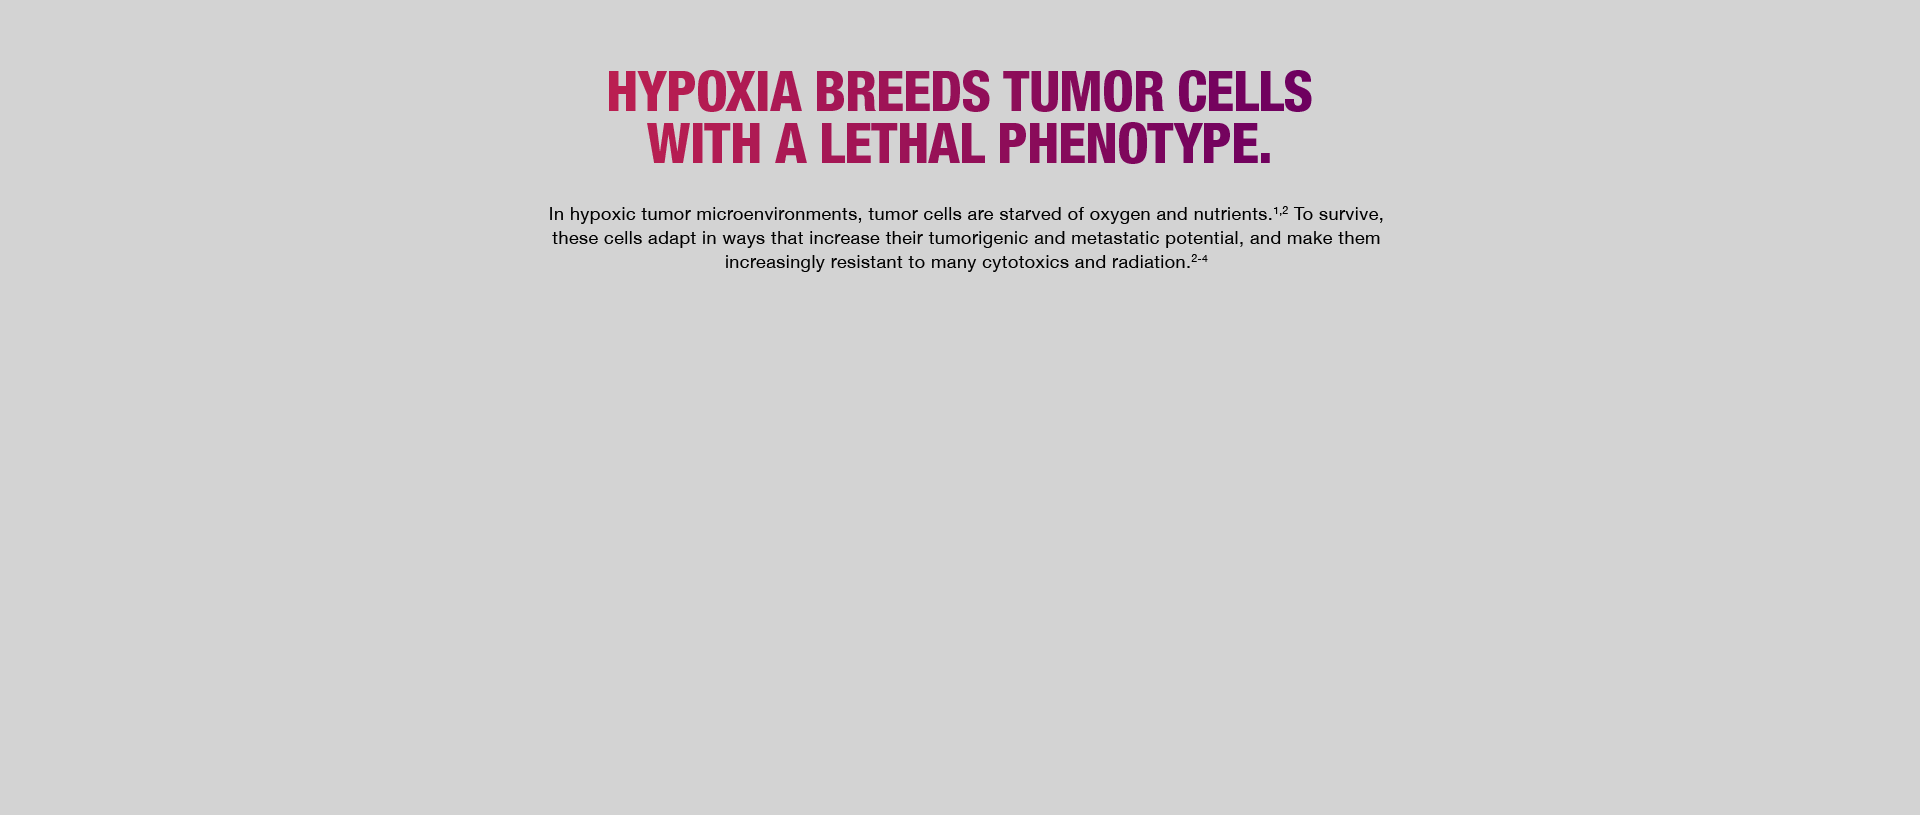 HYPOXIA BREEDS TUMOR CELLS
WITH A LETHAL PHENOTYPE.
In hypoxic tumor microenvironments, tumor cells are starved of oxygen and nutrients.¹,² To survive,
these cells adapt in ways that increase their tumorigenic and metastatic potential, and make them
increasingly resistant to many cytotoxics and radiation.²⁻⁴